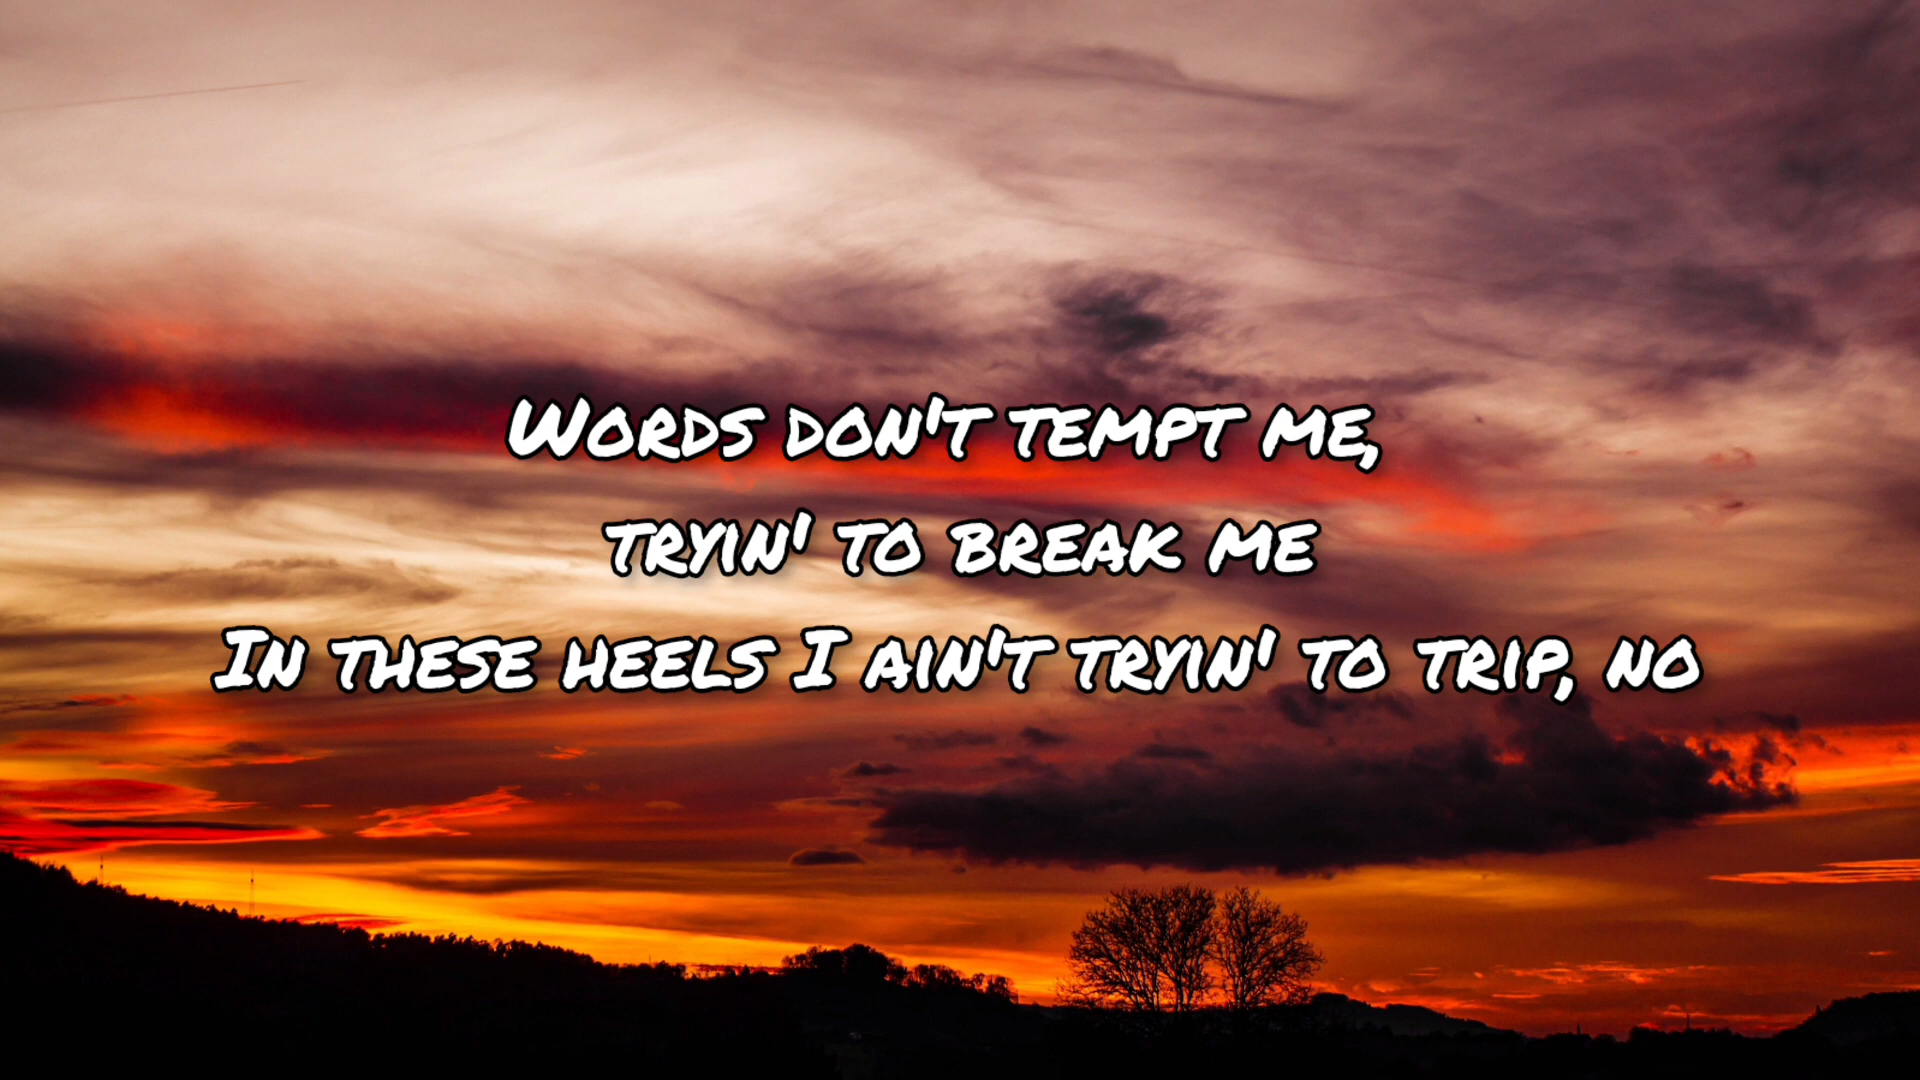 Words don't tempt me,
tryin' to break me
In these heels I ain't tryin' to trip, no